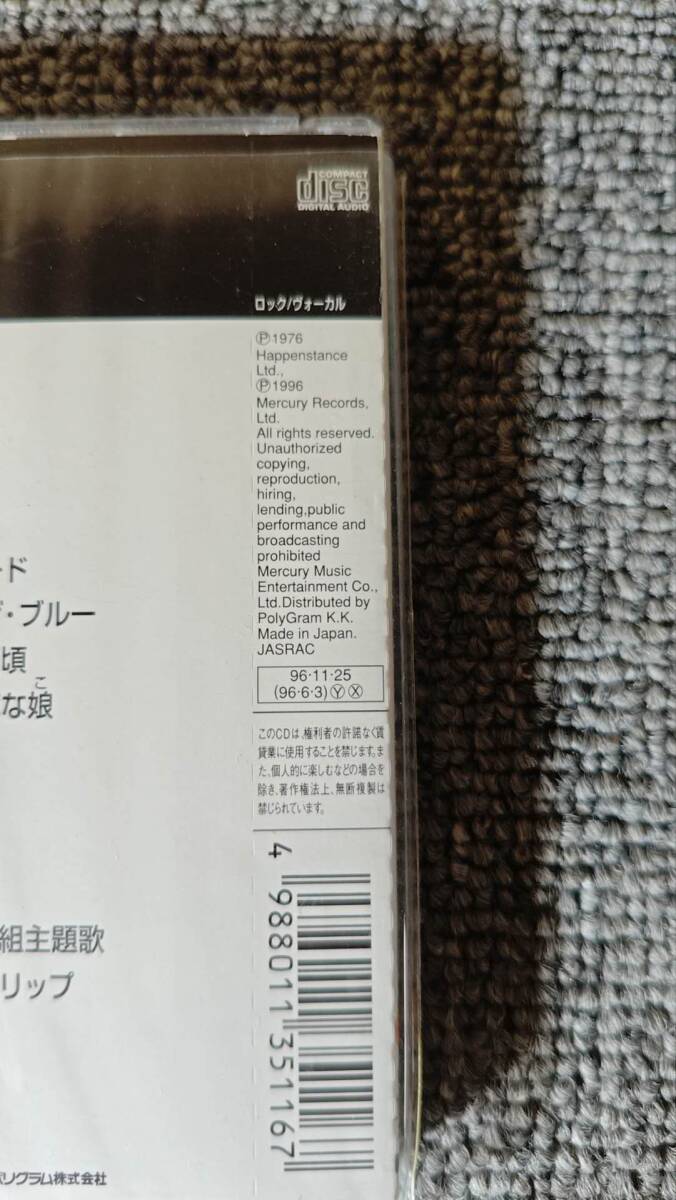 COMPACT
disc
DIGITAL AUDIO
ロック/ヴォーカル
Ⓟ1976
Happenstance
Ltd.,
Ⓟ1996
Mercury Records,
Ltd.
All rights reserved.
Unauthorized
copying,
reproduction,
hiring,
lending,public
performance and
broadcasting
prohibited
Mercury Music
Entertainment Co.,
Ltd.Distributed by
PolyGram K.K.
Made in Japan.
JASRAC
96·11·25
(96·6·3)ⓎⓍ
このCDは、権利者の許諾なく賃
貸業に使用することを禁じます。ま
た、個人的に楽しむなどの場合を
除き、著作権法上、無断複製は
禁じられています。
4 988011 351167
ード
・ブルー
頃
な娘
こ
組主題歌
リップ
リグラム株式会社